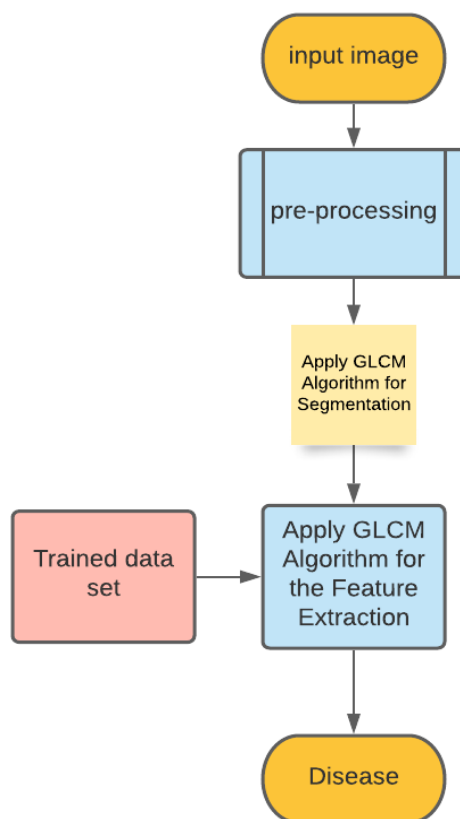 input image
pre-processing
Apply GLCM
Algorithm for
Segmentation
Trained data
set
Apply GLCM
Algorithm for
the Feature
Extraction
Disease